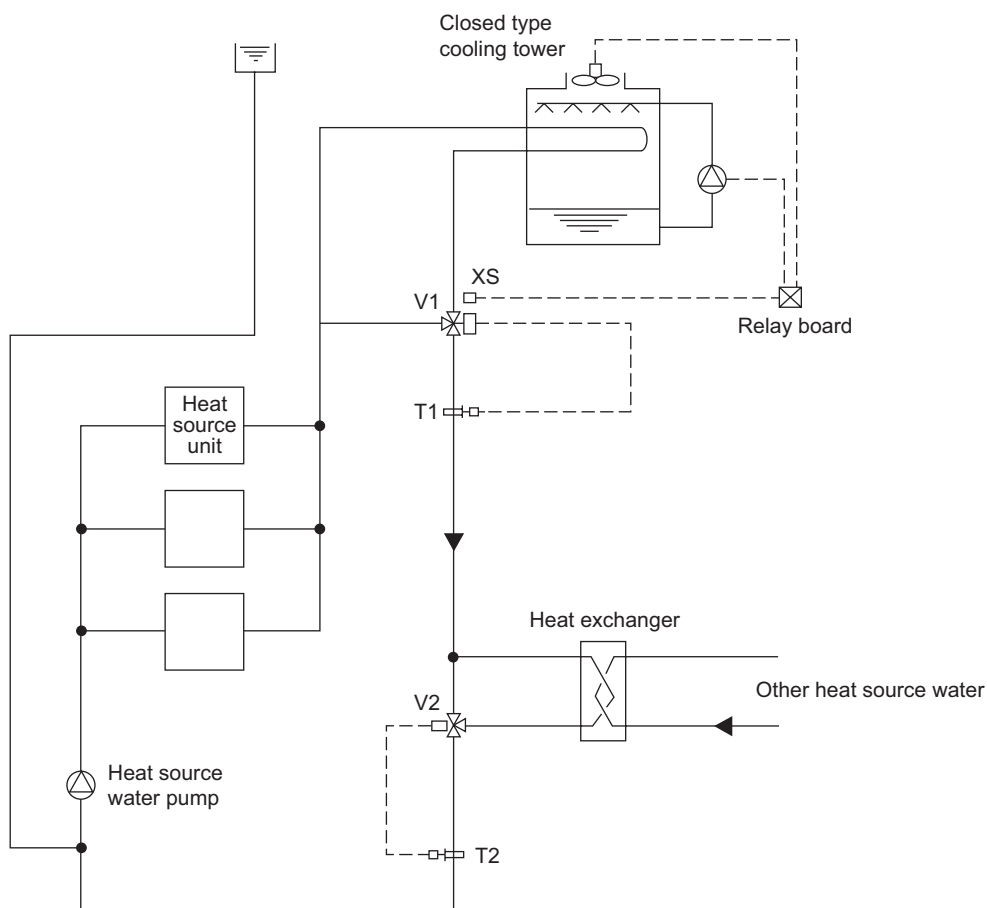 Closed type
cooling tower
XS
V1
Relay board
T1
Heat
source
unit
Heat exchanger
Other heat source water
V2
Heat source
water pump
T2